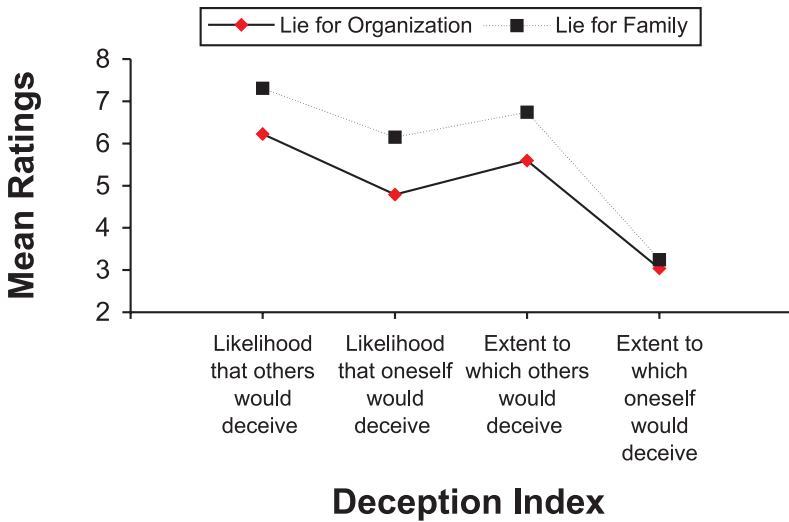 Lie for Organization Lie for Family
8
7
6
5
4
3
2
Mean Ratings
Likelihood
that others
would
deceive
Likelihood
that oneself
would
deceive
Extent to
which others
would
deceive
Extent to
which
oneself
would
deceive
Deception Index